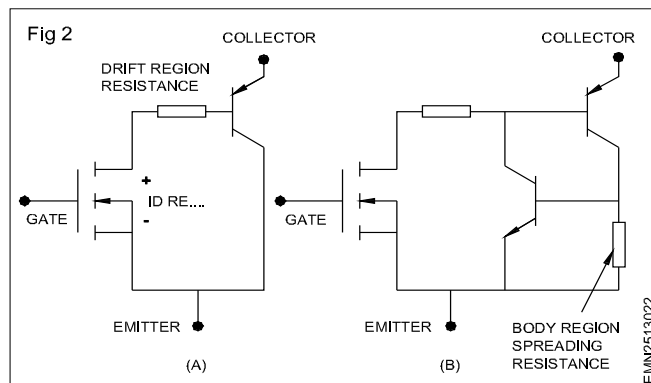 Fig 2
COLLECTOR
DRIFT REGION
RESISTANCE
+
ID RE....
-
GATE
EMITTER
(A)
COLLECTOR
GATE
EMITTER
(B)
BODY REGION
SPREADING
RESISTANCE
EMN2513022